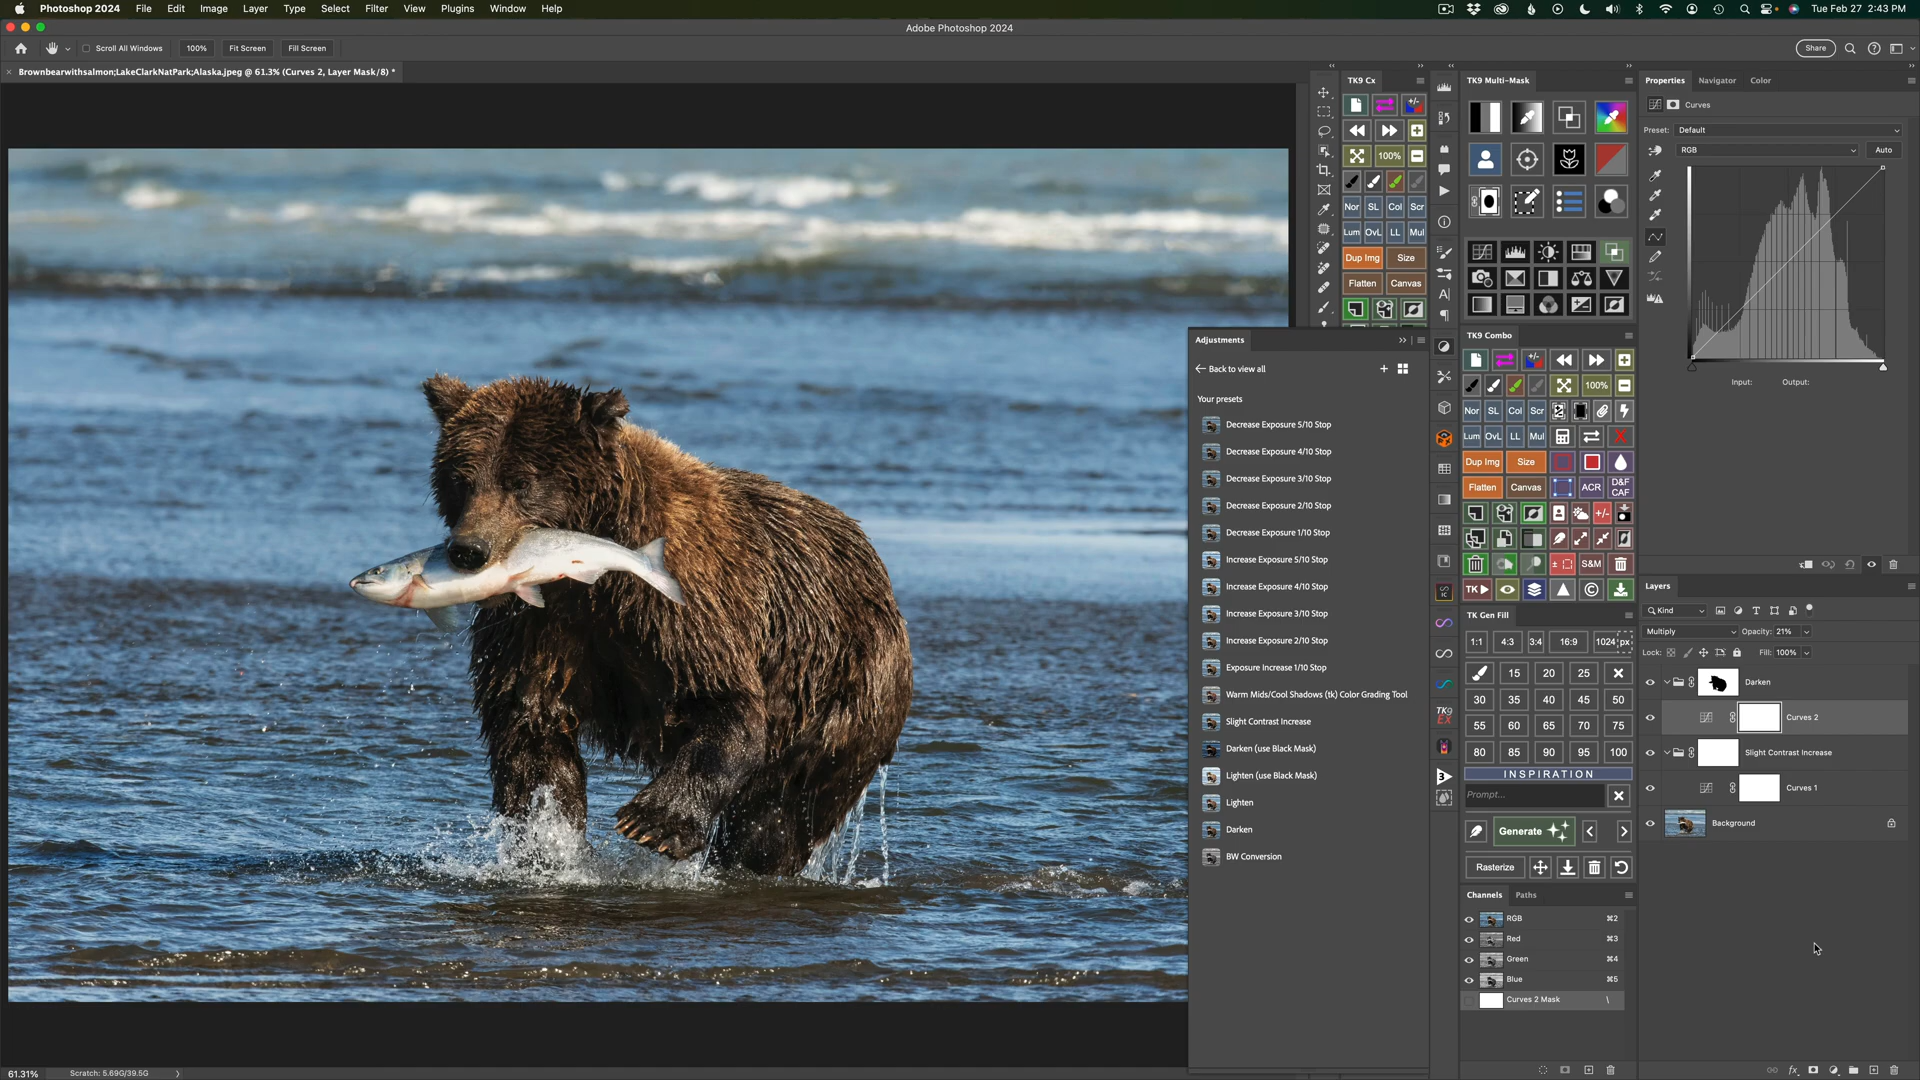 Photoshop 2024 File Edit Image Layer Type Select Filter View Plugins Window Help
Tue Feb 27 2:43 PM
Adobe Photoshop 2024
Scroll All Windows 100% Fit Screen Fill Screen
Share
Brownbearwithsalmon;LakeClarkNatPark;Alaska.jpeg @ 61.3% (Curves 2, Layer Mask/8) *
TK9 Cx
100%
Nor SL Col Scr
Lum OvL LL Mul
Dup Img Size
Flatten Canvas
Adjustments
Back to view all
Your presets
Decrease Exposure 5/10 Stop
Decrease Exposure 4/10 Stop
Decrease Exposure 3/10 Stop
Decrease Exposure 2/10 Stop
Decrease Exposure 1/10 Stop
Increase Exposure 5/10 Stop
Increase Exposure 4/10 Stop
Increase Exposure 3/10 Stop
Increase Exposure 2/10 Stop
Exposure Increase 1/10 Stop
Warm Mids/Cool Shadows (tk) Color Grading Tool
Slight Contrast Increase
Darken (use Black Mask)
Lighten (use Black Mask)
Lighten
Darken
BW Conversion
TK9 EX
TK9 Multi-Mask
TK9 Combo
100%
Nor SL Col Scr
Lum OvL LL Mul
Dup Img Size
Flatten Canvas ACR D&F CAF
+/-
S&M
TK
TK Gen Fill
1:1 4:3 3:4 16:9 1024 px
15 20 25
30 35 40 45 50
55 60 65 70 75
80 85 90 95 100
INSPIRATION
Prompt...
Generate
Rasterize
Channels Paths
RGB ⌘2
Red ⌘3
Green ⌘4
Blue ⌘5
Curves 2 Mask \
Properties Navigator Color
Curves
Preset: Default
RGB Auto
Input: Output:
Layers
Kind
Multiply Opacity: 21%
Lock: Fill: 100%
Darken
Curves 2
Slight Contrast Increase
Curves 1
Background
61.31% Scratch: 5.69G/39.5G